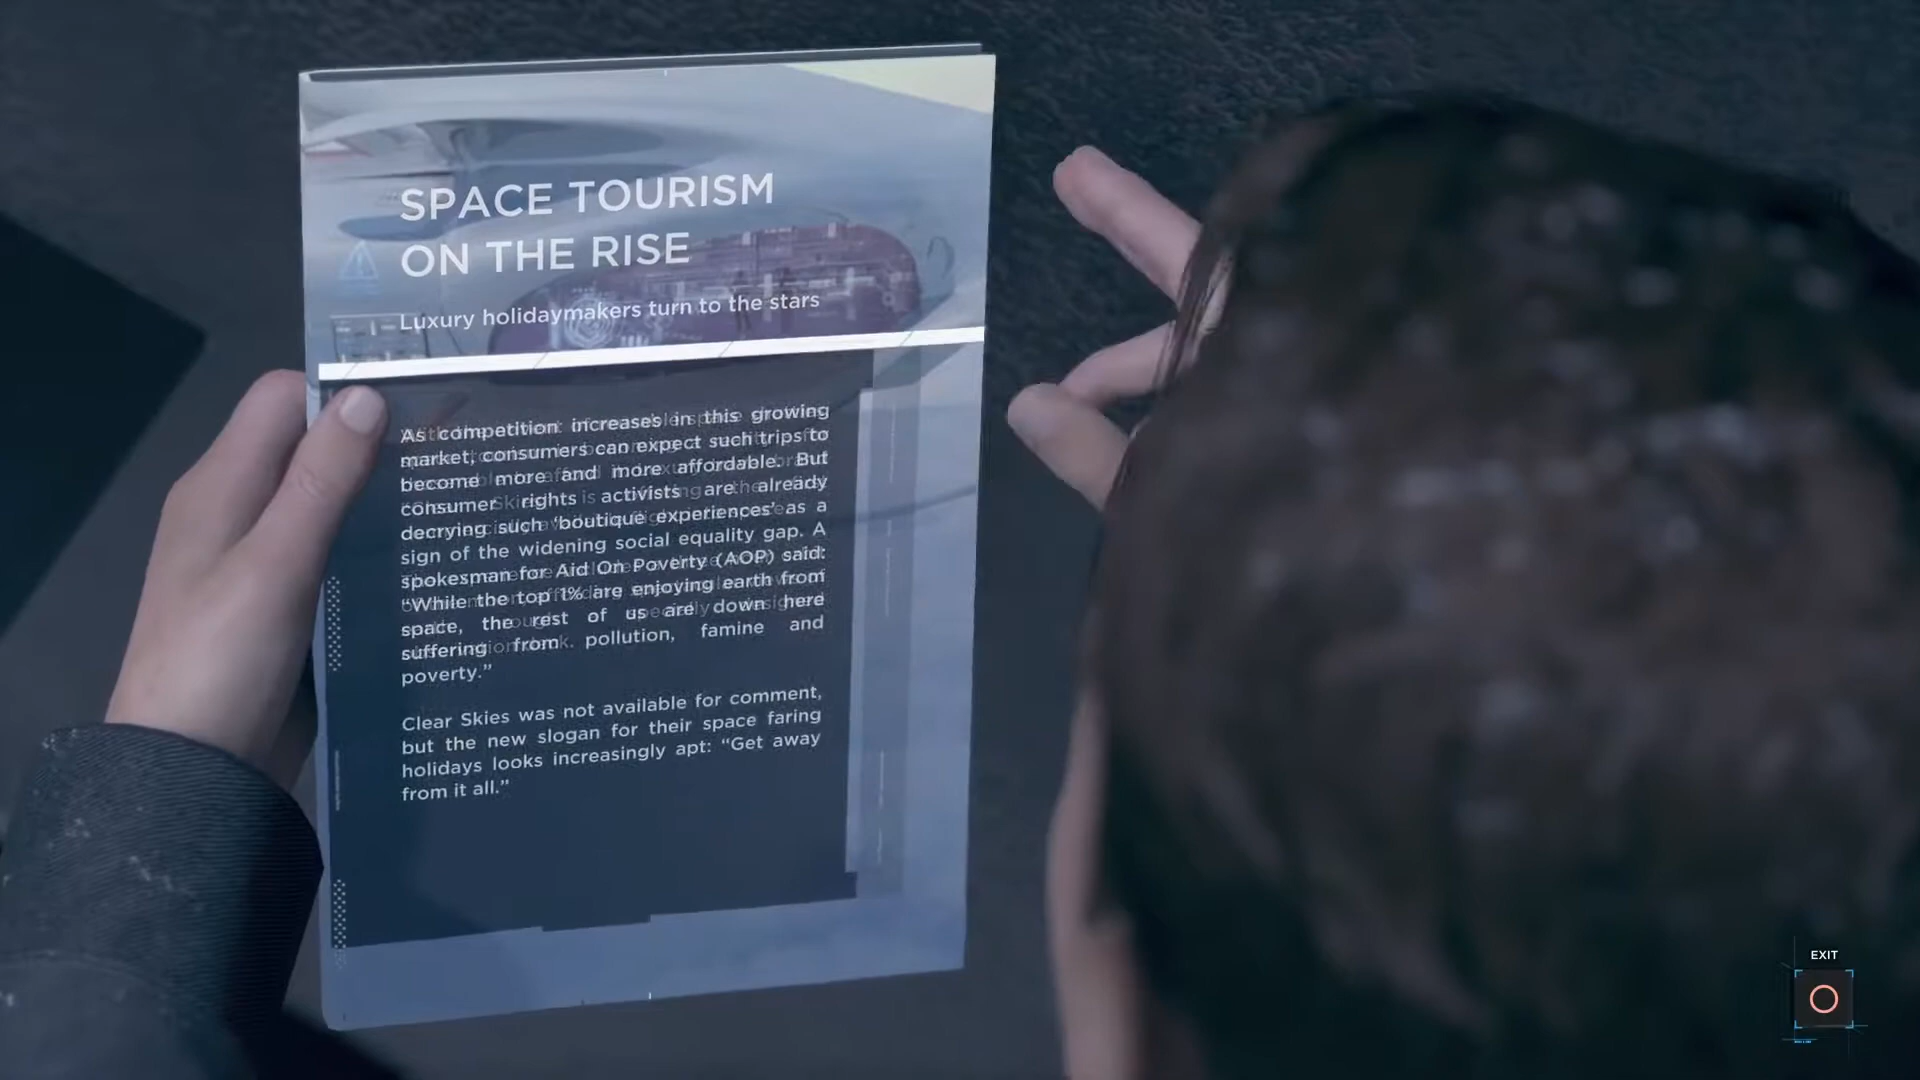 SPACE TOURISM
ON THE RISE
Luxury holidaymakers turn to the stars
As competition increases in this growing
market, consumers can expect such trips to
become more and more affordable. But
consumer rights activists are already
decrying such ‘boutique experiences’ as a
sign of the widening social equality gap. A
spokesman for Aid On Poverty (AOP) said:
“While the top 1% are enjoying earth from
space, the rest of us are down here
suffering from pollution, famine and
poverty.”
Clear Skies was not available for comment,
but the new slogan for their space faring
holidays looks increasingly apt: “Get away
from it all.”
EXIT